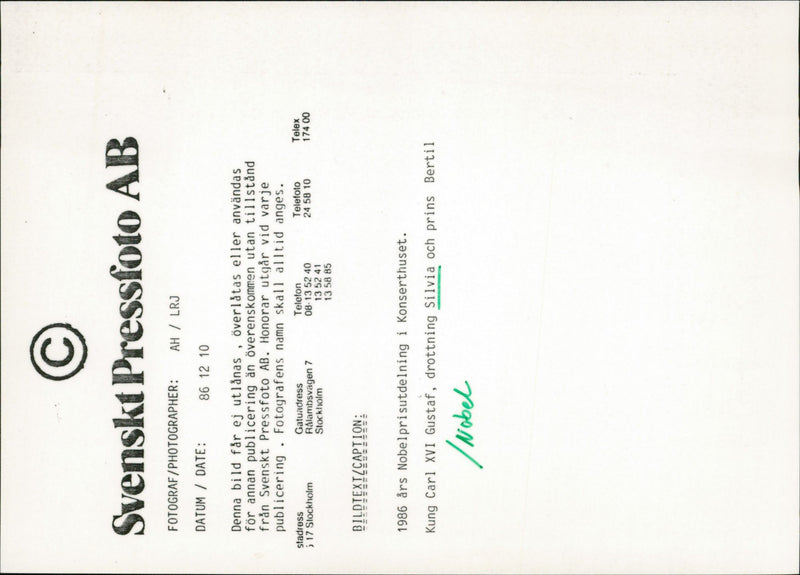 ©
Svenskt Pressfoto AB
FOTOGRAF/PHOTOGRAPHER: AH / LRJ
DATUM / DATE: 86 12 10
Denna bild får ej utlånas , överlåtas eller användas
för annan publicering än överenskommen utan tillstånd
från Svenskt Pressfoto AB. Honorar utgår vid varje
publicering . Fotografens namn skall alltid anges.
stadress Gatuadress Telefon Telefoto Telex
17 Stockholm Rålambsvägen 7 08-13 52 40 24 58 10 174 00
Stockholm 13 52 41
13 58 85
BILDTEXT/CAPTION:
1986 års Nobelprisutdelning i Konserthuset.
Kung Carl XVI Gustaf, drottning Silvia och prins Bertil
/Nobel